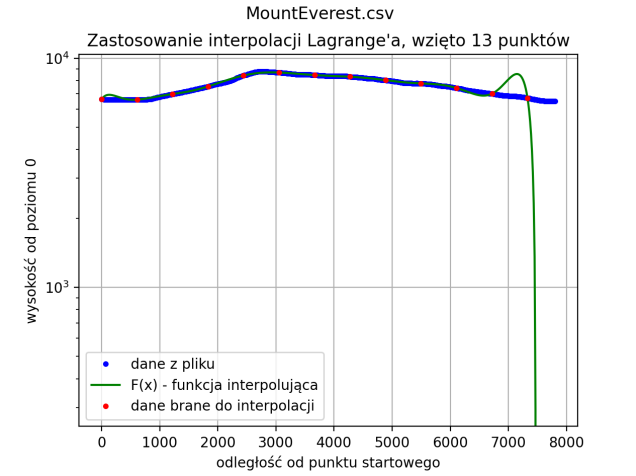 MountEverest.csv
Zastosowanie interpolacji Lagrange'a, wzięto 13 punktów
wysokość od poziomu 0
10⁴
10³
dane z pliku
F(x) - funkcja interpolująca
dane brane do interpolacji
0 1000 2000 3000 4000 5000 6000 7000 8000
odległość od punktu startowego